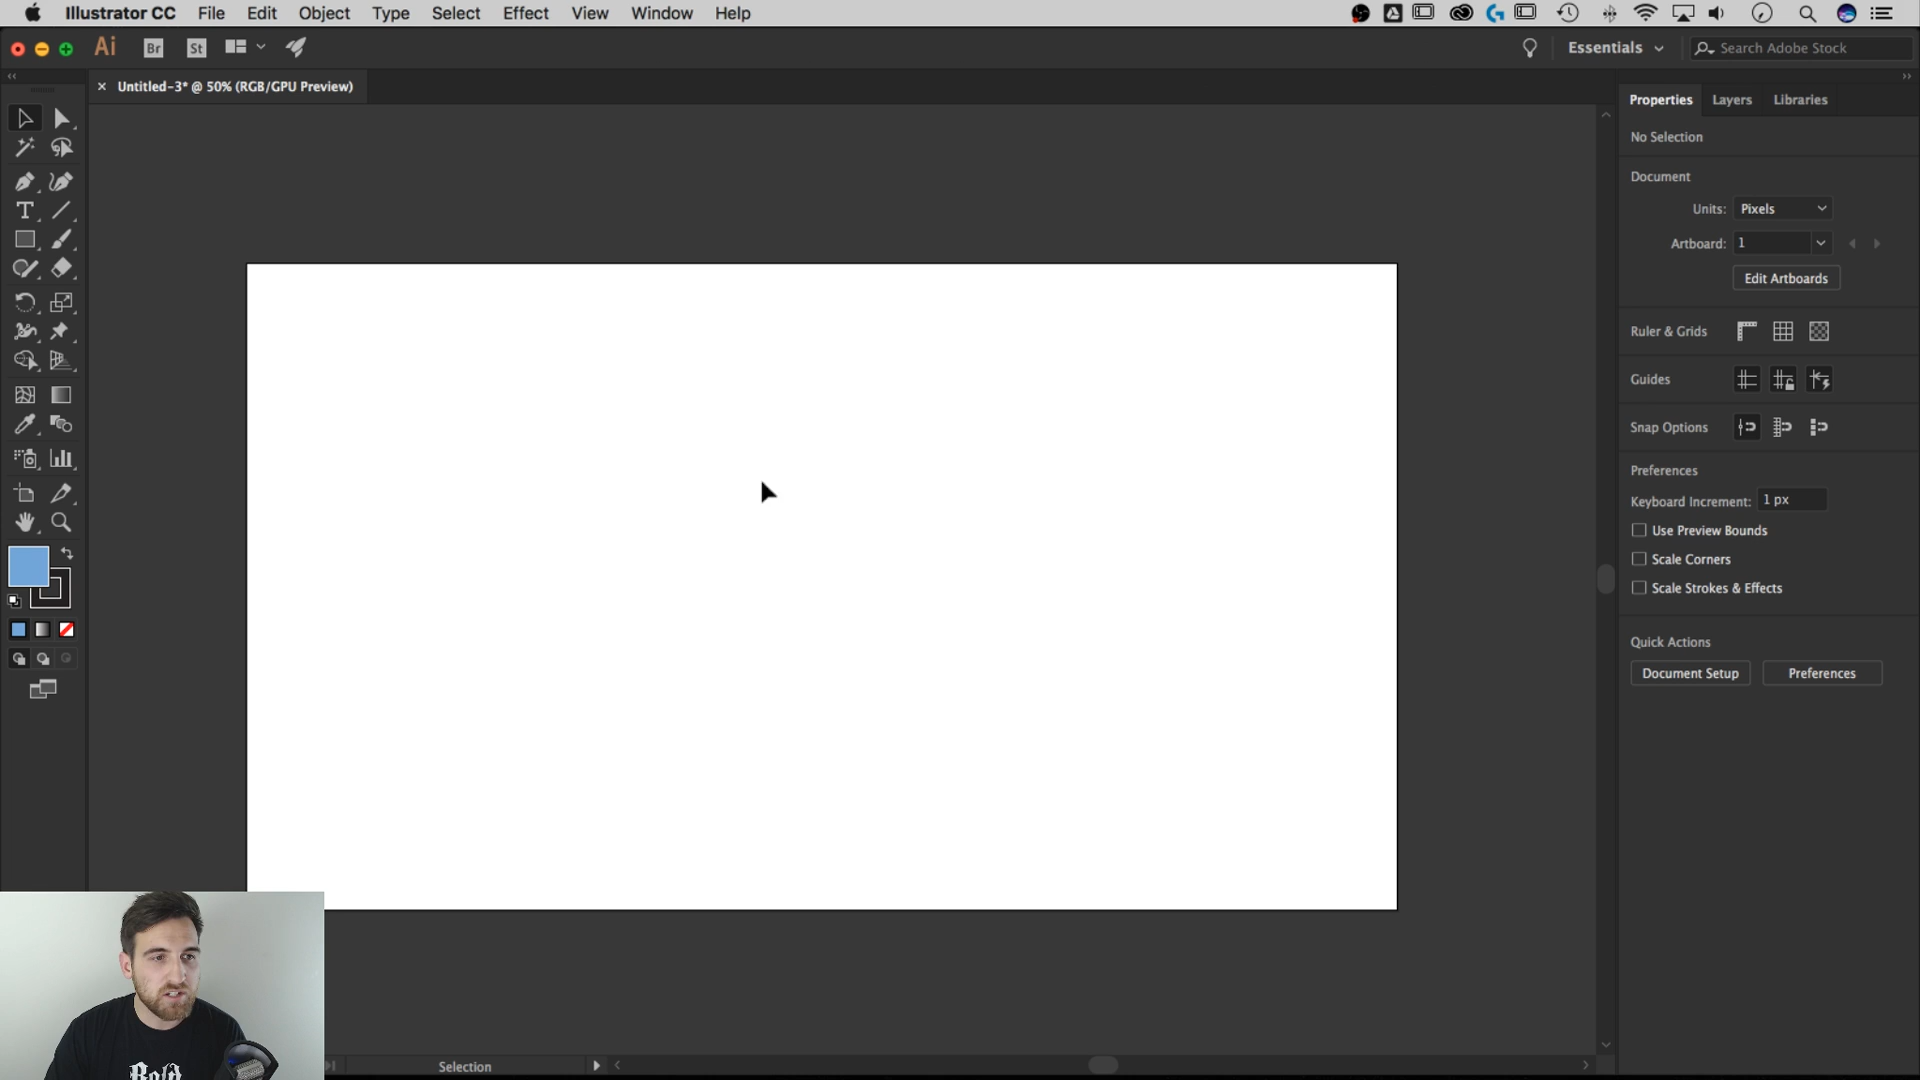 Illustrator CC File Edit Object Type Select Effect View Window Help
Ai Br St Essentials Search Adobe Stock
× Untitled-3* @ 50% (RGB/GPU Preview)
Properties Layers Libraries
No Selection
Document
Units: Pixels
Artboard: 1
Edit Artboards
Ruler & Grids
Guides
Snap Options
Preferences
Keyboard Increment: 1 px
Use Preview Bounds
Scale Corners
Scale Strokes & Effects
Quick Actions
Document Setup Preferences
Bold
Selection